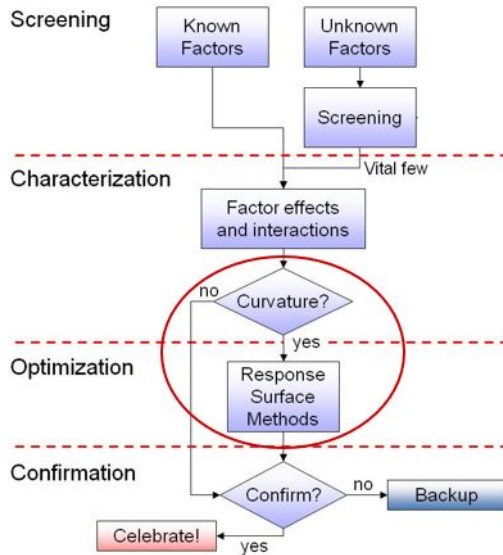 Screening
Known
Factors
Unknown
Factors
Screening
Vital few
Characterization
Factor effects
and interactions
no
Curvature?
yes
Optimization
Response
Surface
Methods
Confirmation
Confirm?
no
Backup
Celebrate!
yes